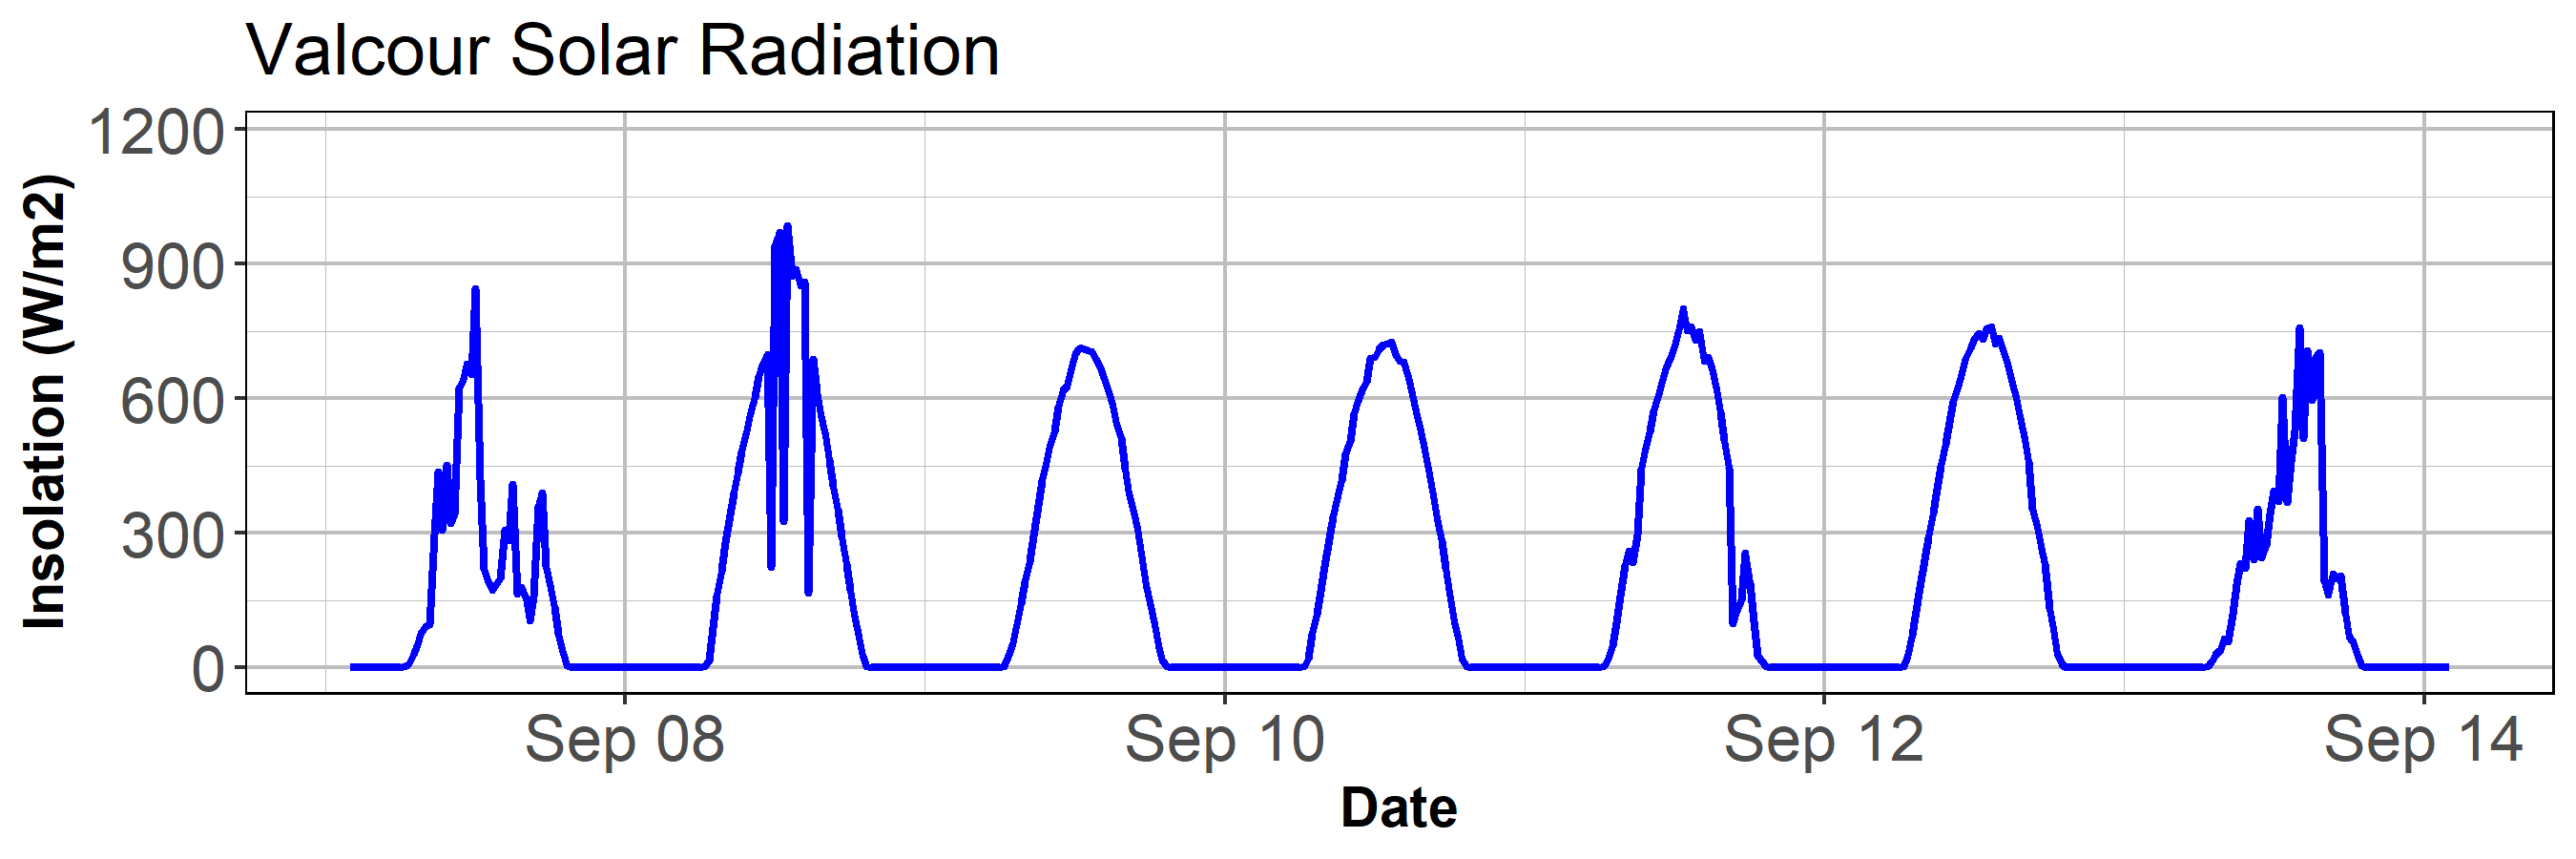 Valcour Solar Radiation
1200
900
600
300
0
Insolation (W/m2)
Sep 08
Sep 10
Sep 12
Sep 14
Date